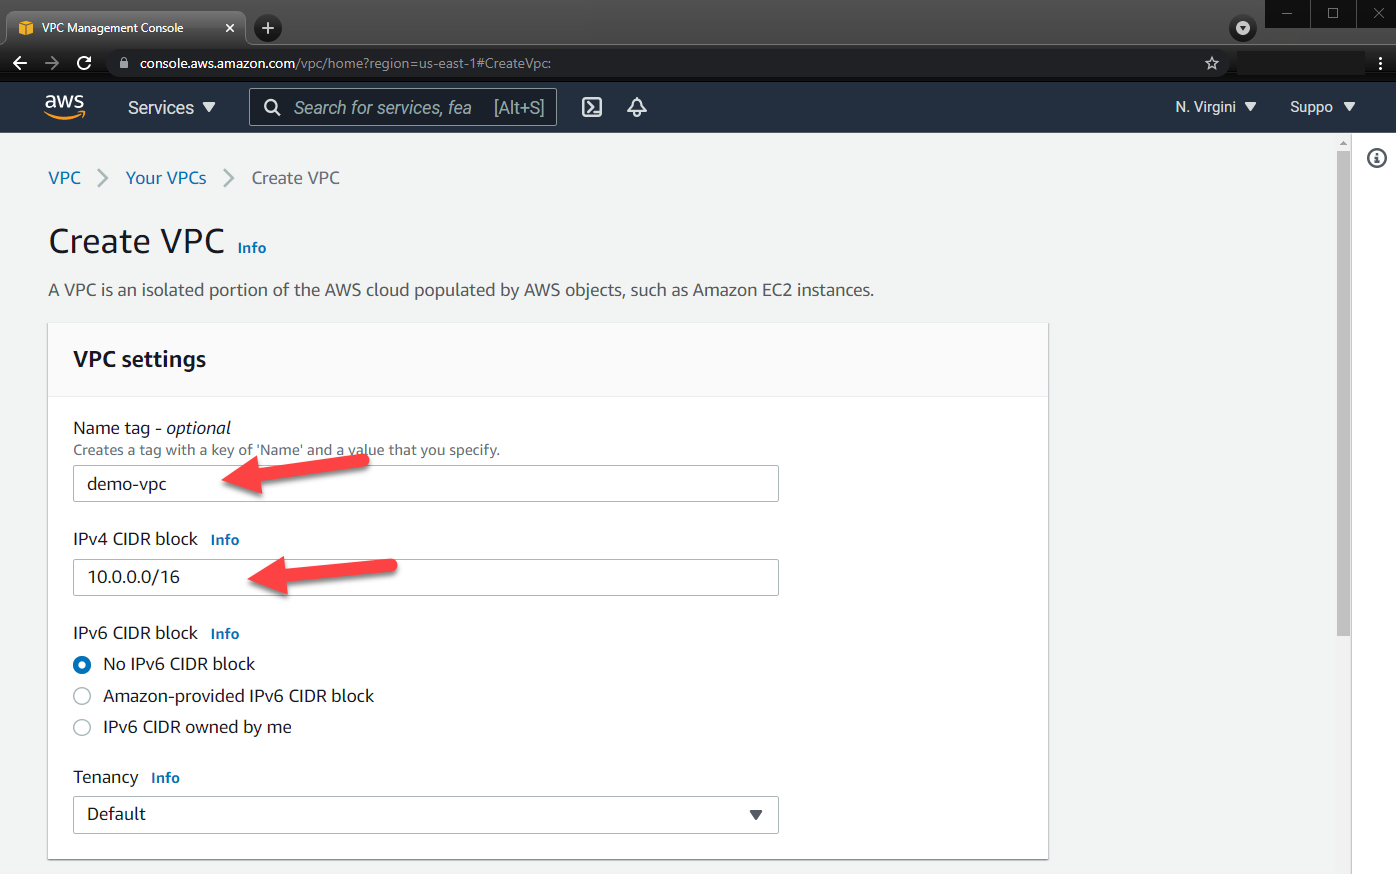 VPC Management Console
console.aws.amazon.com/vpc/home?region=us-east-1#CreateVpc:
aws Services Search for services, fea [Alt+S] N. Virgini Suppo
VPC Your VPCs Create VPC
Create VPC Info
A VPC is an isolated portion of the AWS cloud populated by AWS objects, such as Amazon EC2 instances.
VPC settings
Name tag - optional
Creates a tag with a key of 'Name' and a value that you specify.
demo-vpc
IPv4 CIDR block Info
10.0.0.0/16
IPv6 CIDR block Info
No IPv6 CIDR block
Amazon-provided IPv6 CIDR block
IPv6 CIDR owned by me
Tenancy Info
Default